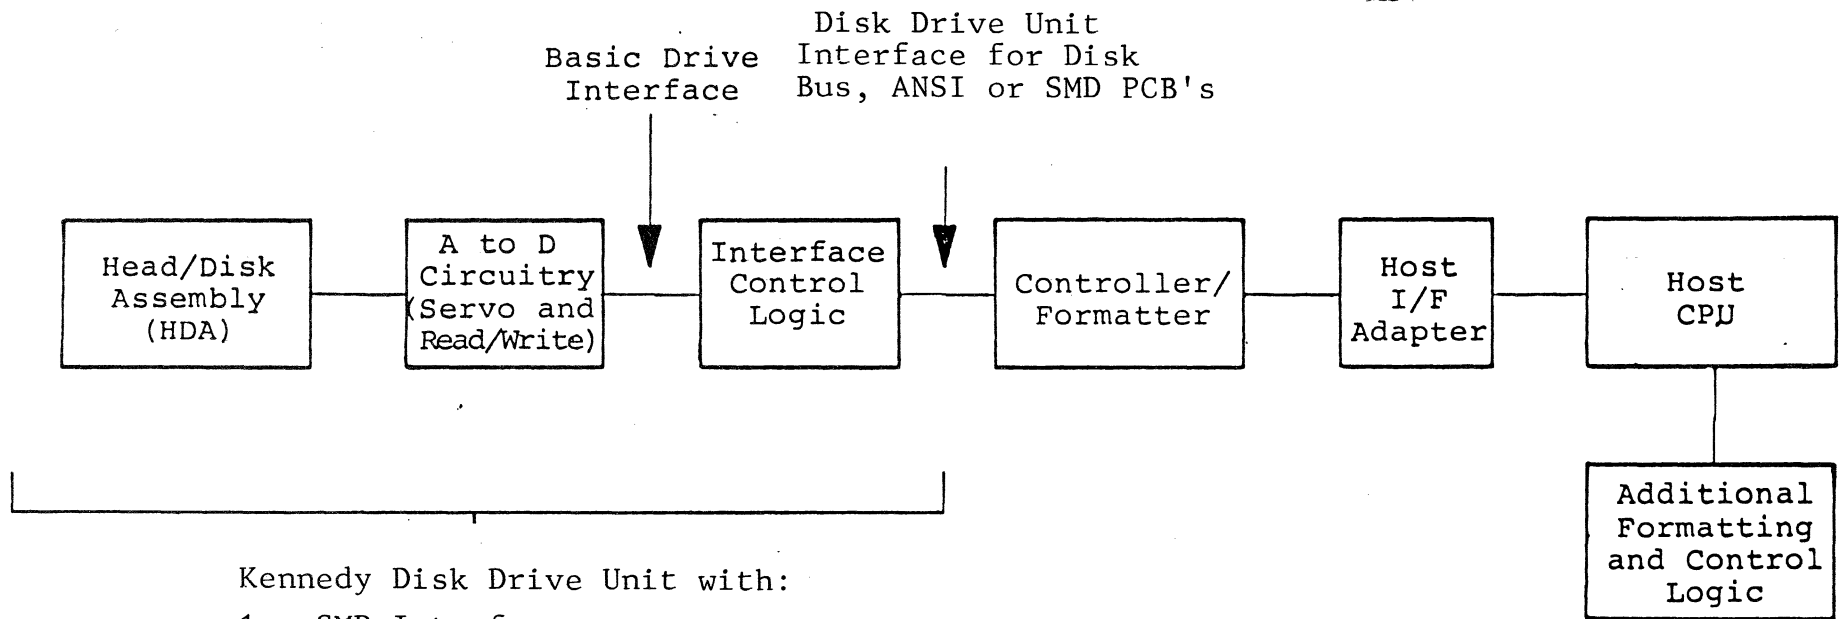 Basic Drive
Interface
Disk Drive Unit
Interface for Disk
Bus, ANSI or SMD PCB's
Head/Disk
Assembly
(HDA)
A to D
Circuitry
(Servo and
Read/Write)
Interface
Control
Logic
Controller/
Formatter
Host
I/F
Adapter
Host
CPU
Additional
Formatting
and Control
Logic
Kennedy Disk Drive Unit with: